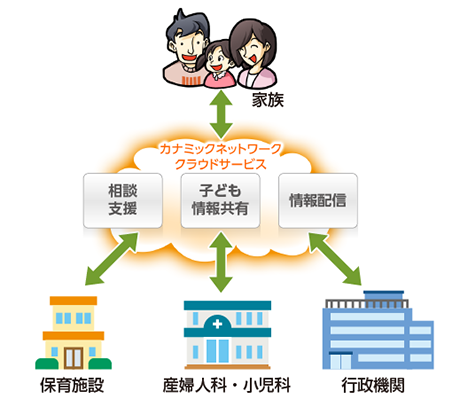 家族
カナミックネットワーク
クラウドサービス
相談
支援
子ども
情報共有
情報配信
保育施設
産婦人科・小児科
行政機関